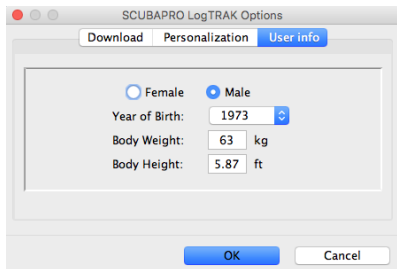 SCUBAPRO LogTRAK Options
Download Personalization User info
Female Male
Year of Birth: 1973
Body Weight: 63 kg
Body Height: 5.87 ft
OK Cancel